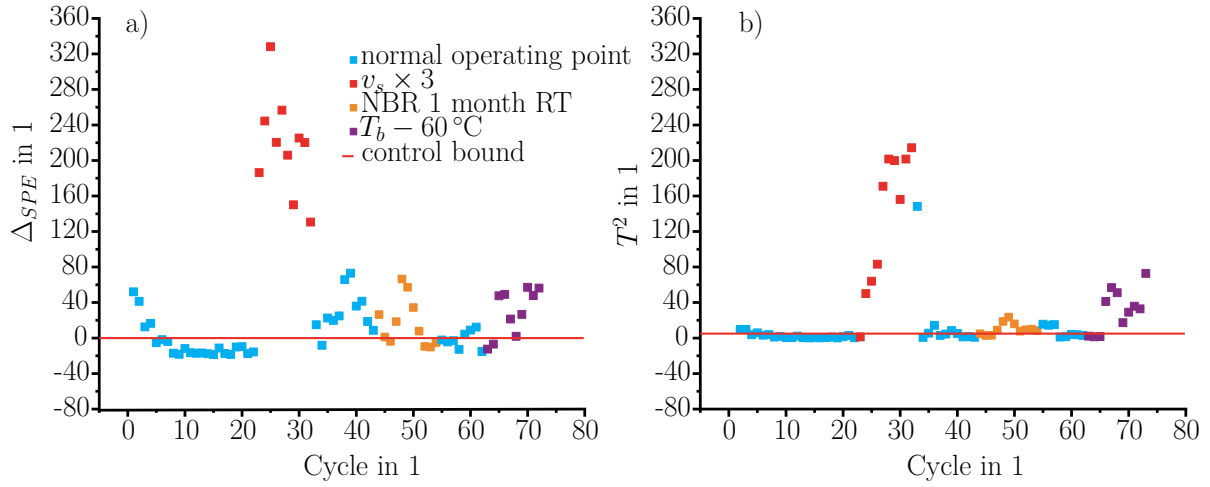 a)
360
320
280
240
200
160
120
80
40
0
-40
-80
Δ_SPE in 1
normal operating point
v_s × 3
NBR 1 month RT
T_b − 60 °C
control bound
0 10 20 30 40 50 60 70 80
Cycle in 1
b)
360
320
280
240
200
160
120
80
40
0
-40
-80
T² in 1
0 10 20 30 40 50 60 70 80
Cycle in 1